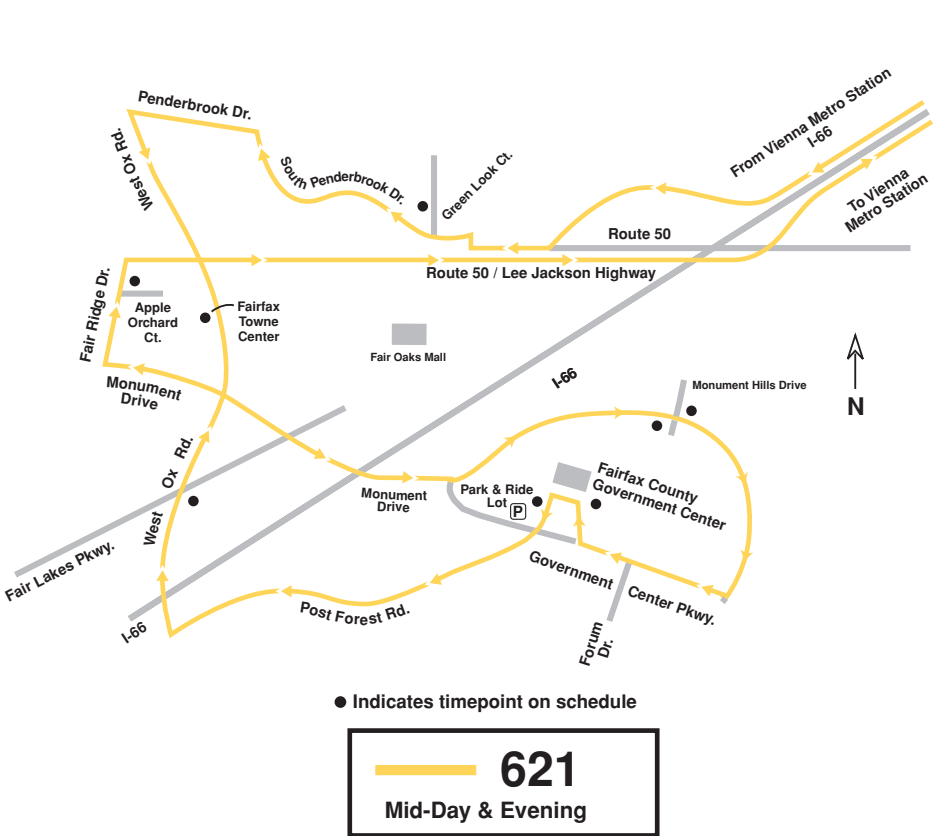 From Vienna Metro Station
I-66
To Vienna
Metro Station
Penderbrook Dr.
West Ox Rd.
South Penderbrook Dr.
Green Look Ct.
Route 50
Route 50 / Lee Jackson Highway
Fair Ridge Dr.
Apple
Orchard
Ct.
Fairfax
Towne
Center
Fair Oaks Mall
I-66
Monument Hills Drive
N
Monument
Drive
West Ox Rd.
Monument
Drive
Park & Ride
Lot
P
Fairfax County
Government Center
Fair Lakes Pkwy.
Government Center Pkwy.
Post Forest Rd.
I-66
Forum
Dr.
Indicates timepoint on schedule
621
Mid-Day & Evening